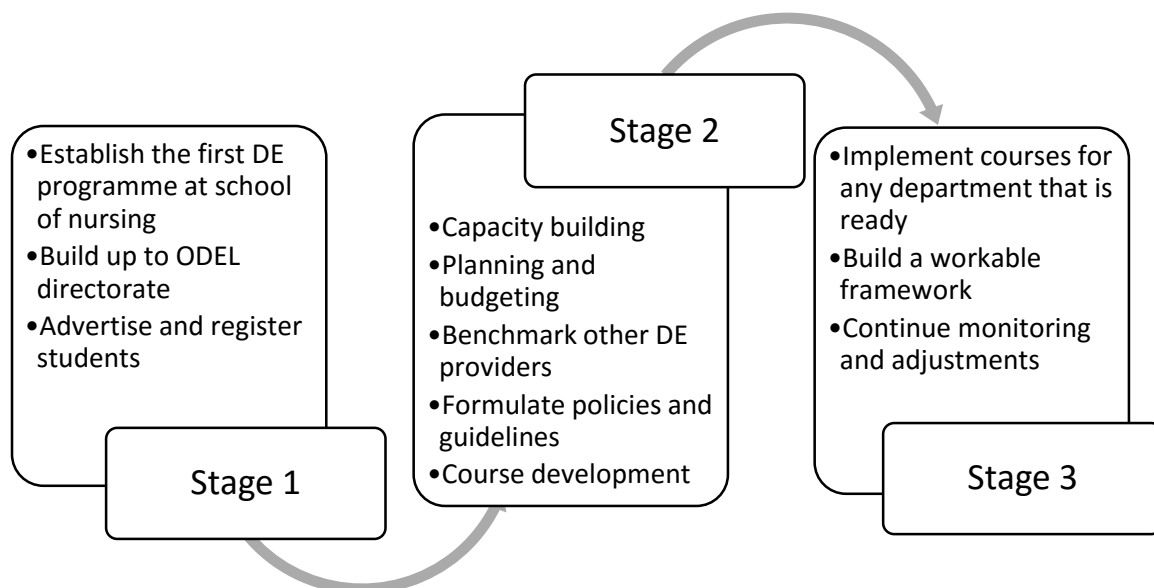 •Establish the first DE
programme at school
of nursing
•Build up to ODEL
directorate
•Advertise and register
students
Stage 1
Stage 2
•Capacity building
•Planning and
budgeting
•Benchmark other DE
providers
•Formulate policies and
guidelines
•Course development
•Implement courses for
any department that is
ready
•Build a workable
framework
•Continue monitoring
and adjustments
Stage 3